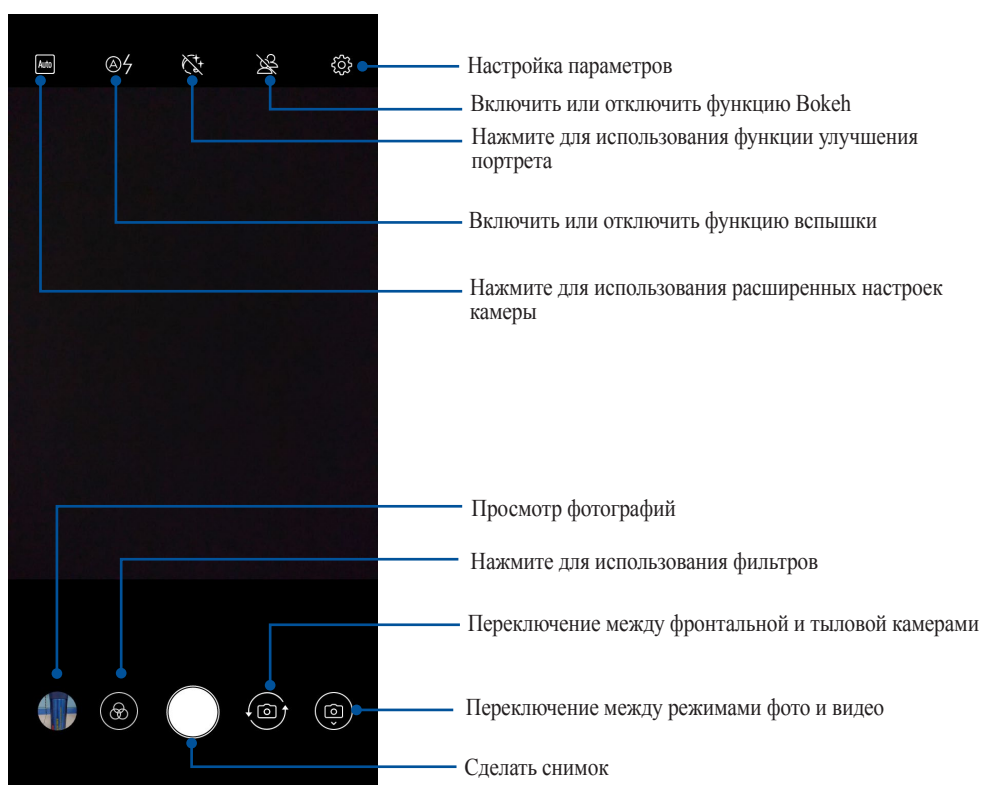 Auto
Настройка параметров
Включить или отключить функцию Bokeh
Нажмите для использования функции улучшения
портрета
Включить или отключить функцию вспышки
Нажмите для использования расширенных настроек
камеры
Просмотр фотографий
Нажмите для использования фильтров
Переключение между фронтальной и тыловой камерами
Переключение между режимами фото и видео
Сделать снимок